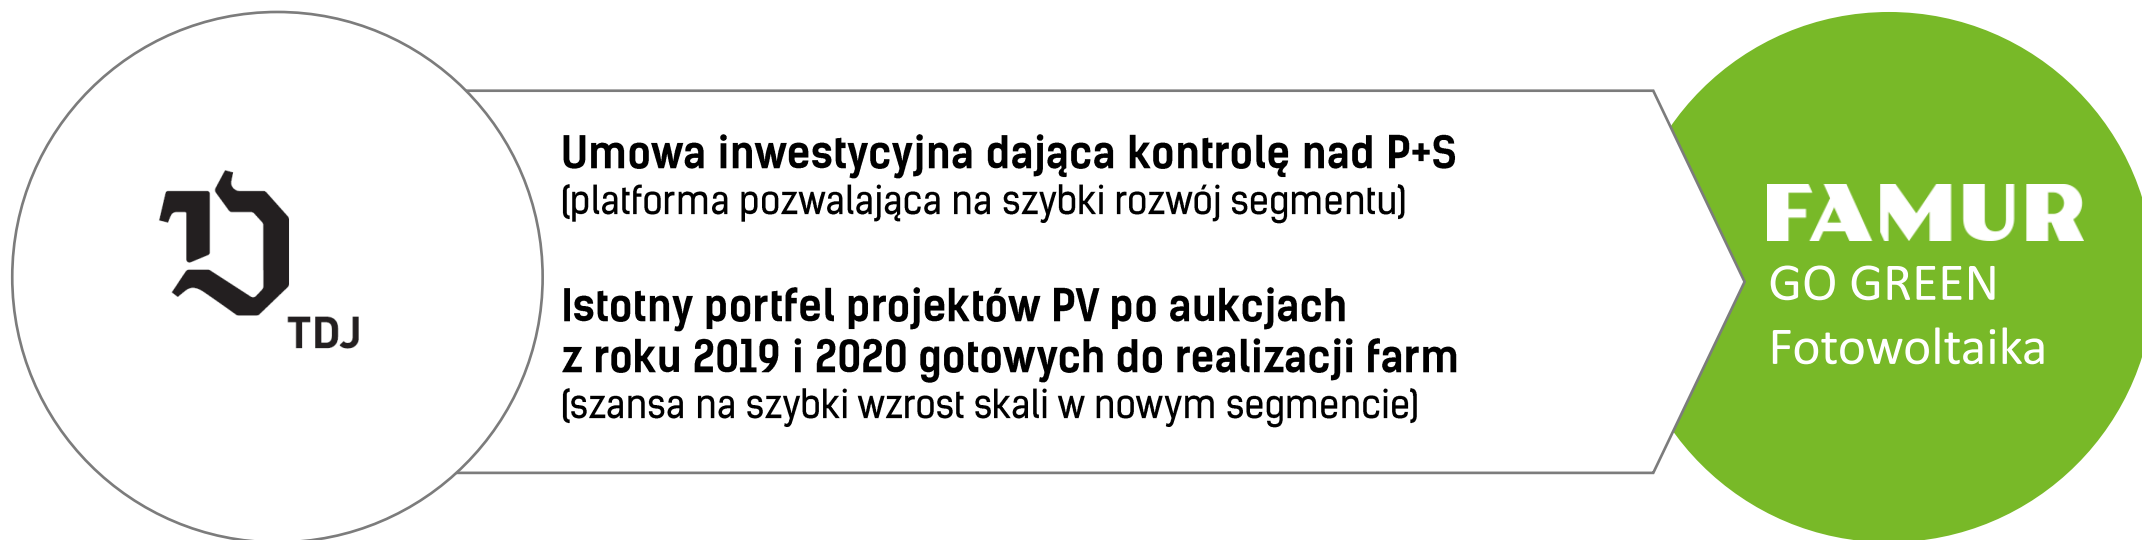 TDJ
Umowa inwestycyjna dająca kontrolę nad P+S
(platforma pozwalająca na szybki rozwój segmentu)
Istotny portfel projektów PV po aukcjach
z roku 2019 i 2020 gotowych do realizacji farm
(szansa na szybki wzrost skali w nowym segmencie)
FAMUR
GO GREEN
Fotowoltaika